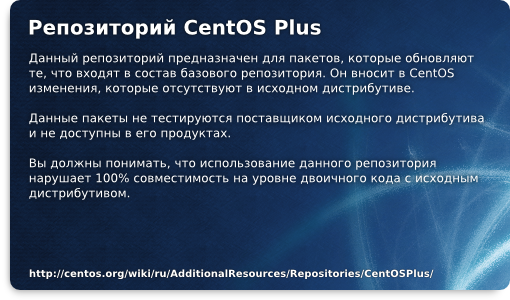 Репозиторий CentOS Plus
Данный репозиторий предназначен для пакетов, которые обновляют
те, что входят в состав базового репозитория. Он вносит в CentOS
изменения, которые отсутствуют в исходном дистрибутиве.
Данные пакеты не тестируются поставщиком исходного дистрибутива
и не доступны в его продуктах.
Вы должны понимать, что использование данного репозитория
нарушает 100% совместимость на уровне двоичного кода с исходным
дистрибутивом.
http://centos.org/wiki/ru/AdditionalResources/Repositories/CentOSPlus/